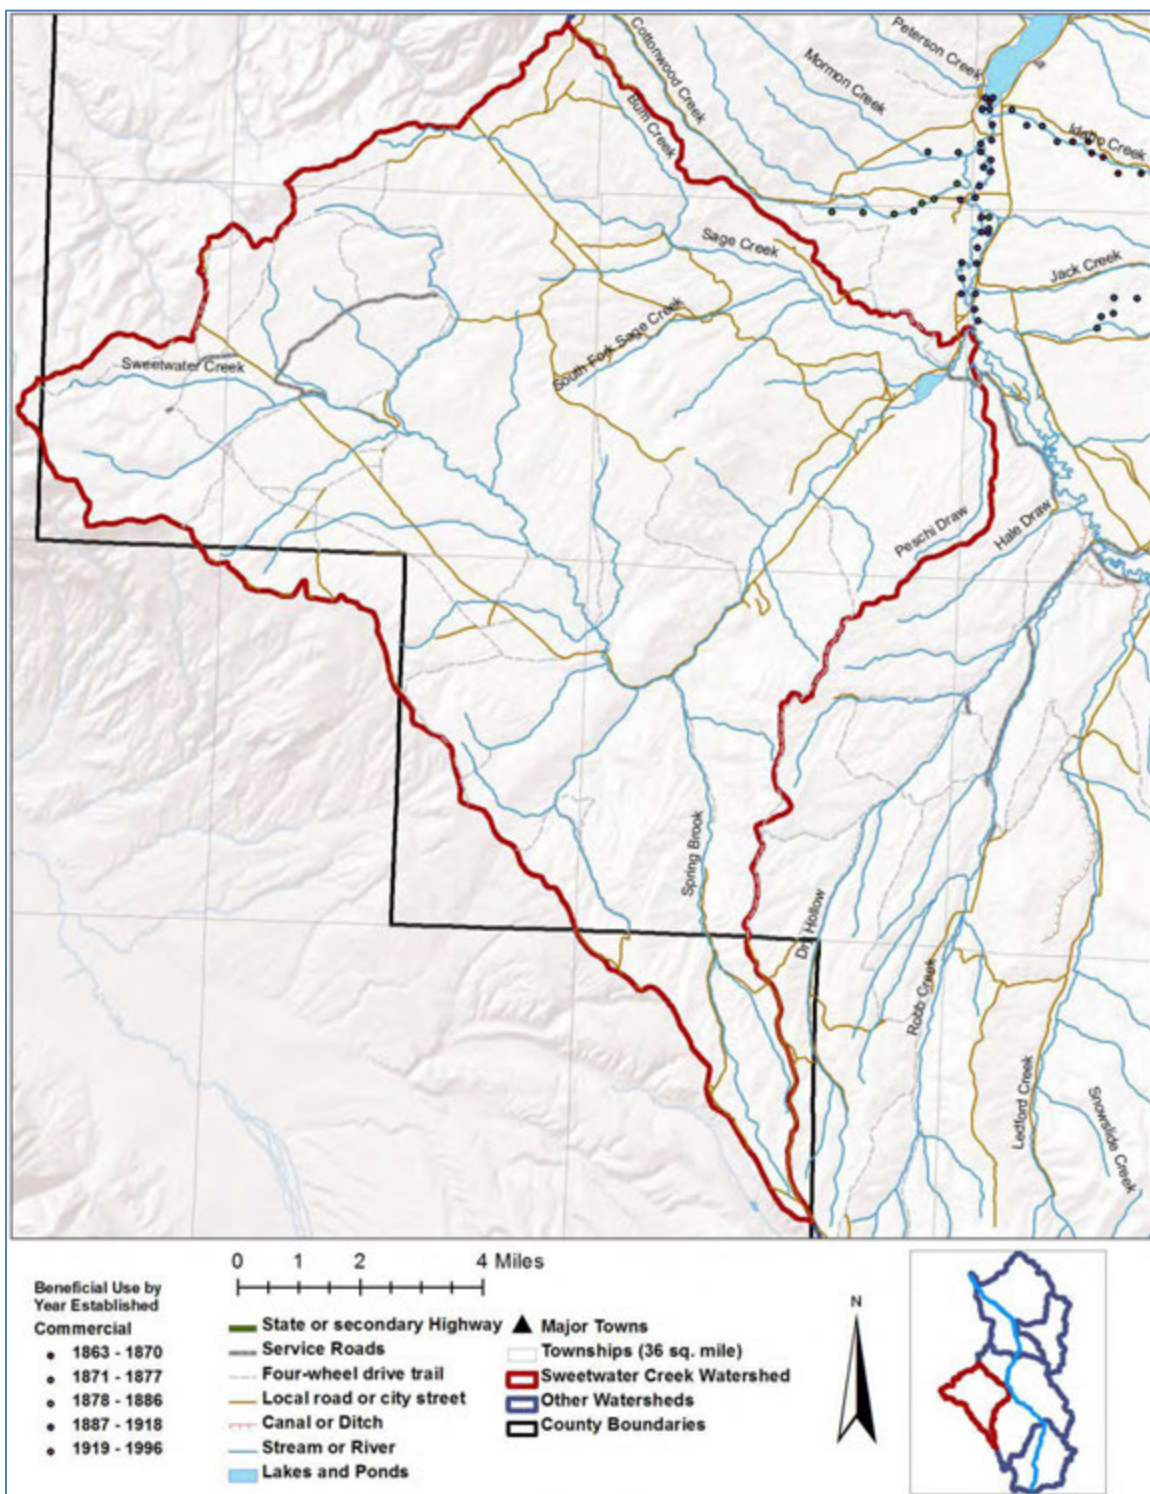 Peterson Creek
Cottonwood Creek
Mormon Creek
Burn Creek
Idaho Creek
Sage Creek
Jack Creek
South Fork Sage Creek
Sweetwater Creek
Peschi Draw
Hale Draw
Spring Brook
Dry Hollow
Robb Creek
Ledford Creek
Snowslide Creek
0 1 2 4 Miles
Beneficial Use by
Year Established
Commercial
1863 - 1870
1871 - 1877
1878 - 1886
1887 - 1918
1919 - 1996
State or secondary Highway
Service Roads
Four-wheel drive trail
Local road or city street
Canal or Ditch
Stream or River
Lakes and Ponds
Major Towns
Townships (36 sq. mile)
Sweetwater Creek Watershed
Other Watersheds
County Boundaries
N